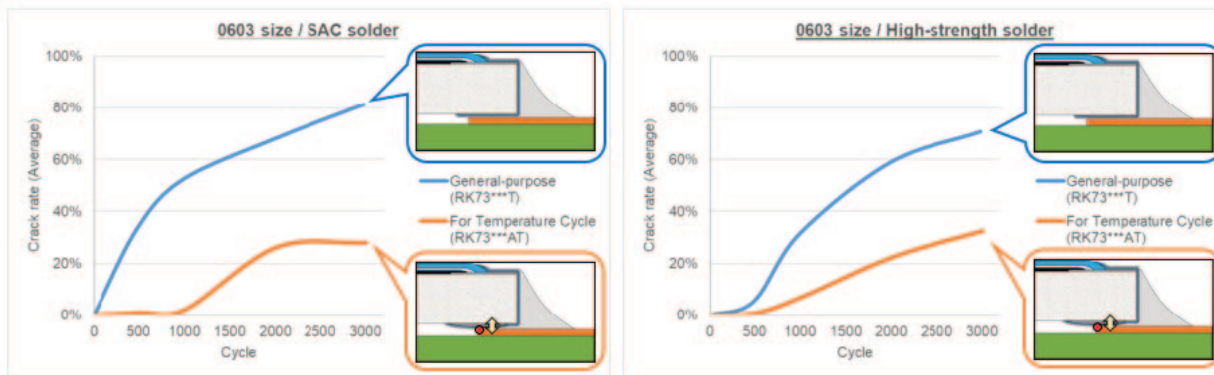 0603 size / SAC solder
100%
80%
60%
40%
20%
0%
Crack rate (Average)
0 500 1000 1500 2000 2500 3000
Cycle
General-purpose
(RK73***T)
For Temperature Cycle
(RK73***AT)
0603 size / High-strength solder
100%
80%
60%
40%
20%
0%
Crack rate (Average)
0 500 1000 1500 2000 2500 3000
Cycle
General-purpose
(RK73***T)
For Temperature Cycle
(RK73***AT)